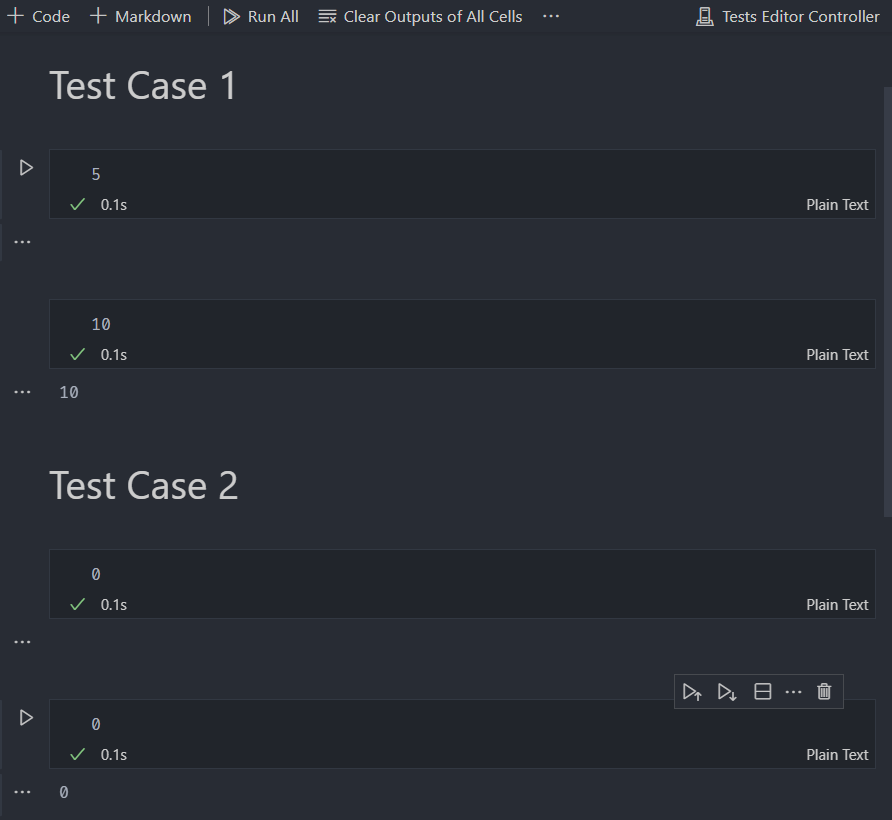 Code Markdown Run All Clear Outputs of All Cells ... Tests Editor Controller
Test Case 1
5
0.1s Plain Text
...
10
0.1s Plain Text
... 10
Test Case 2
0
0.1s Plain Text
...
...
0
0.1s Plain Text
... 0